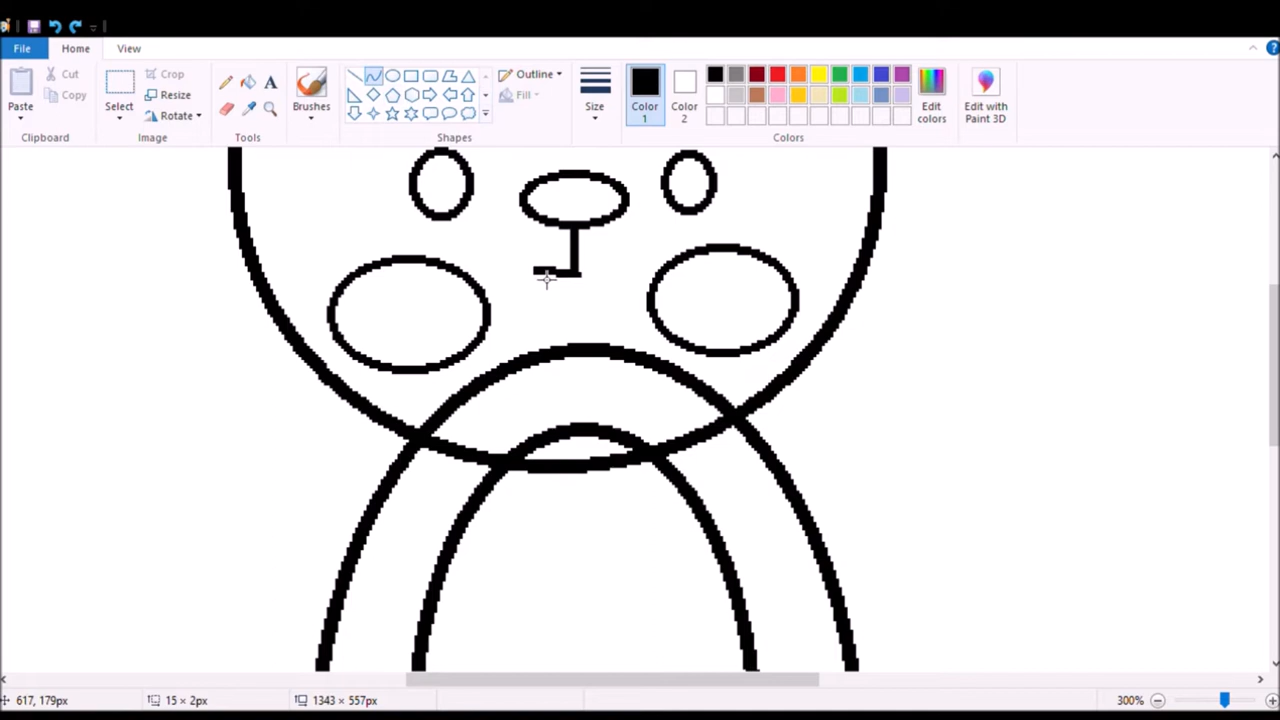 File Home View
Paste
Cut
Copy
Clipboard
Select
Crop
Resize
Rotate
Image
A
Tools
Brushes
Shapes
Outline
Fill
Size
Color 1
Color 2
Edit colors
Colors
Edit with Paint 3D
617, 179px 15 × 2px 1343 × 557px 300%